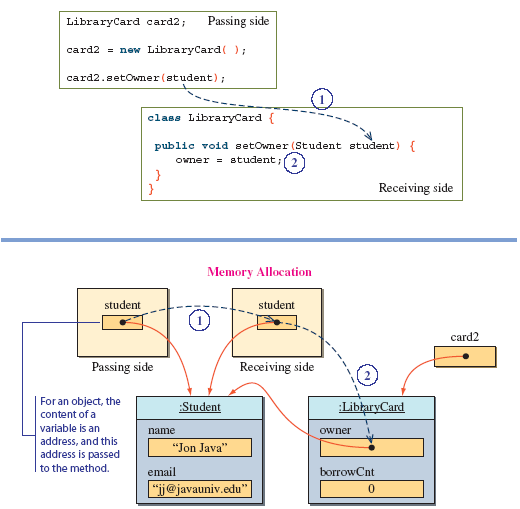 LibraryCard card2; Passing side
card2 = new LibraryCard( );
card2.setOwner(student);
1
class LibraryCard {
public void setOwner(Student student) {
owner = student; 2
}
}
Receiving side
Memory Allocation
student student
1
card2
Passing side Receiving side
2
For an object, the
content of a
variable is an
address, and this
address is passed
to the method.
:Student :LibraryCard
name owner
“Jon Java”
email borrowCnt
“jj@javauniv.edu” 0